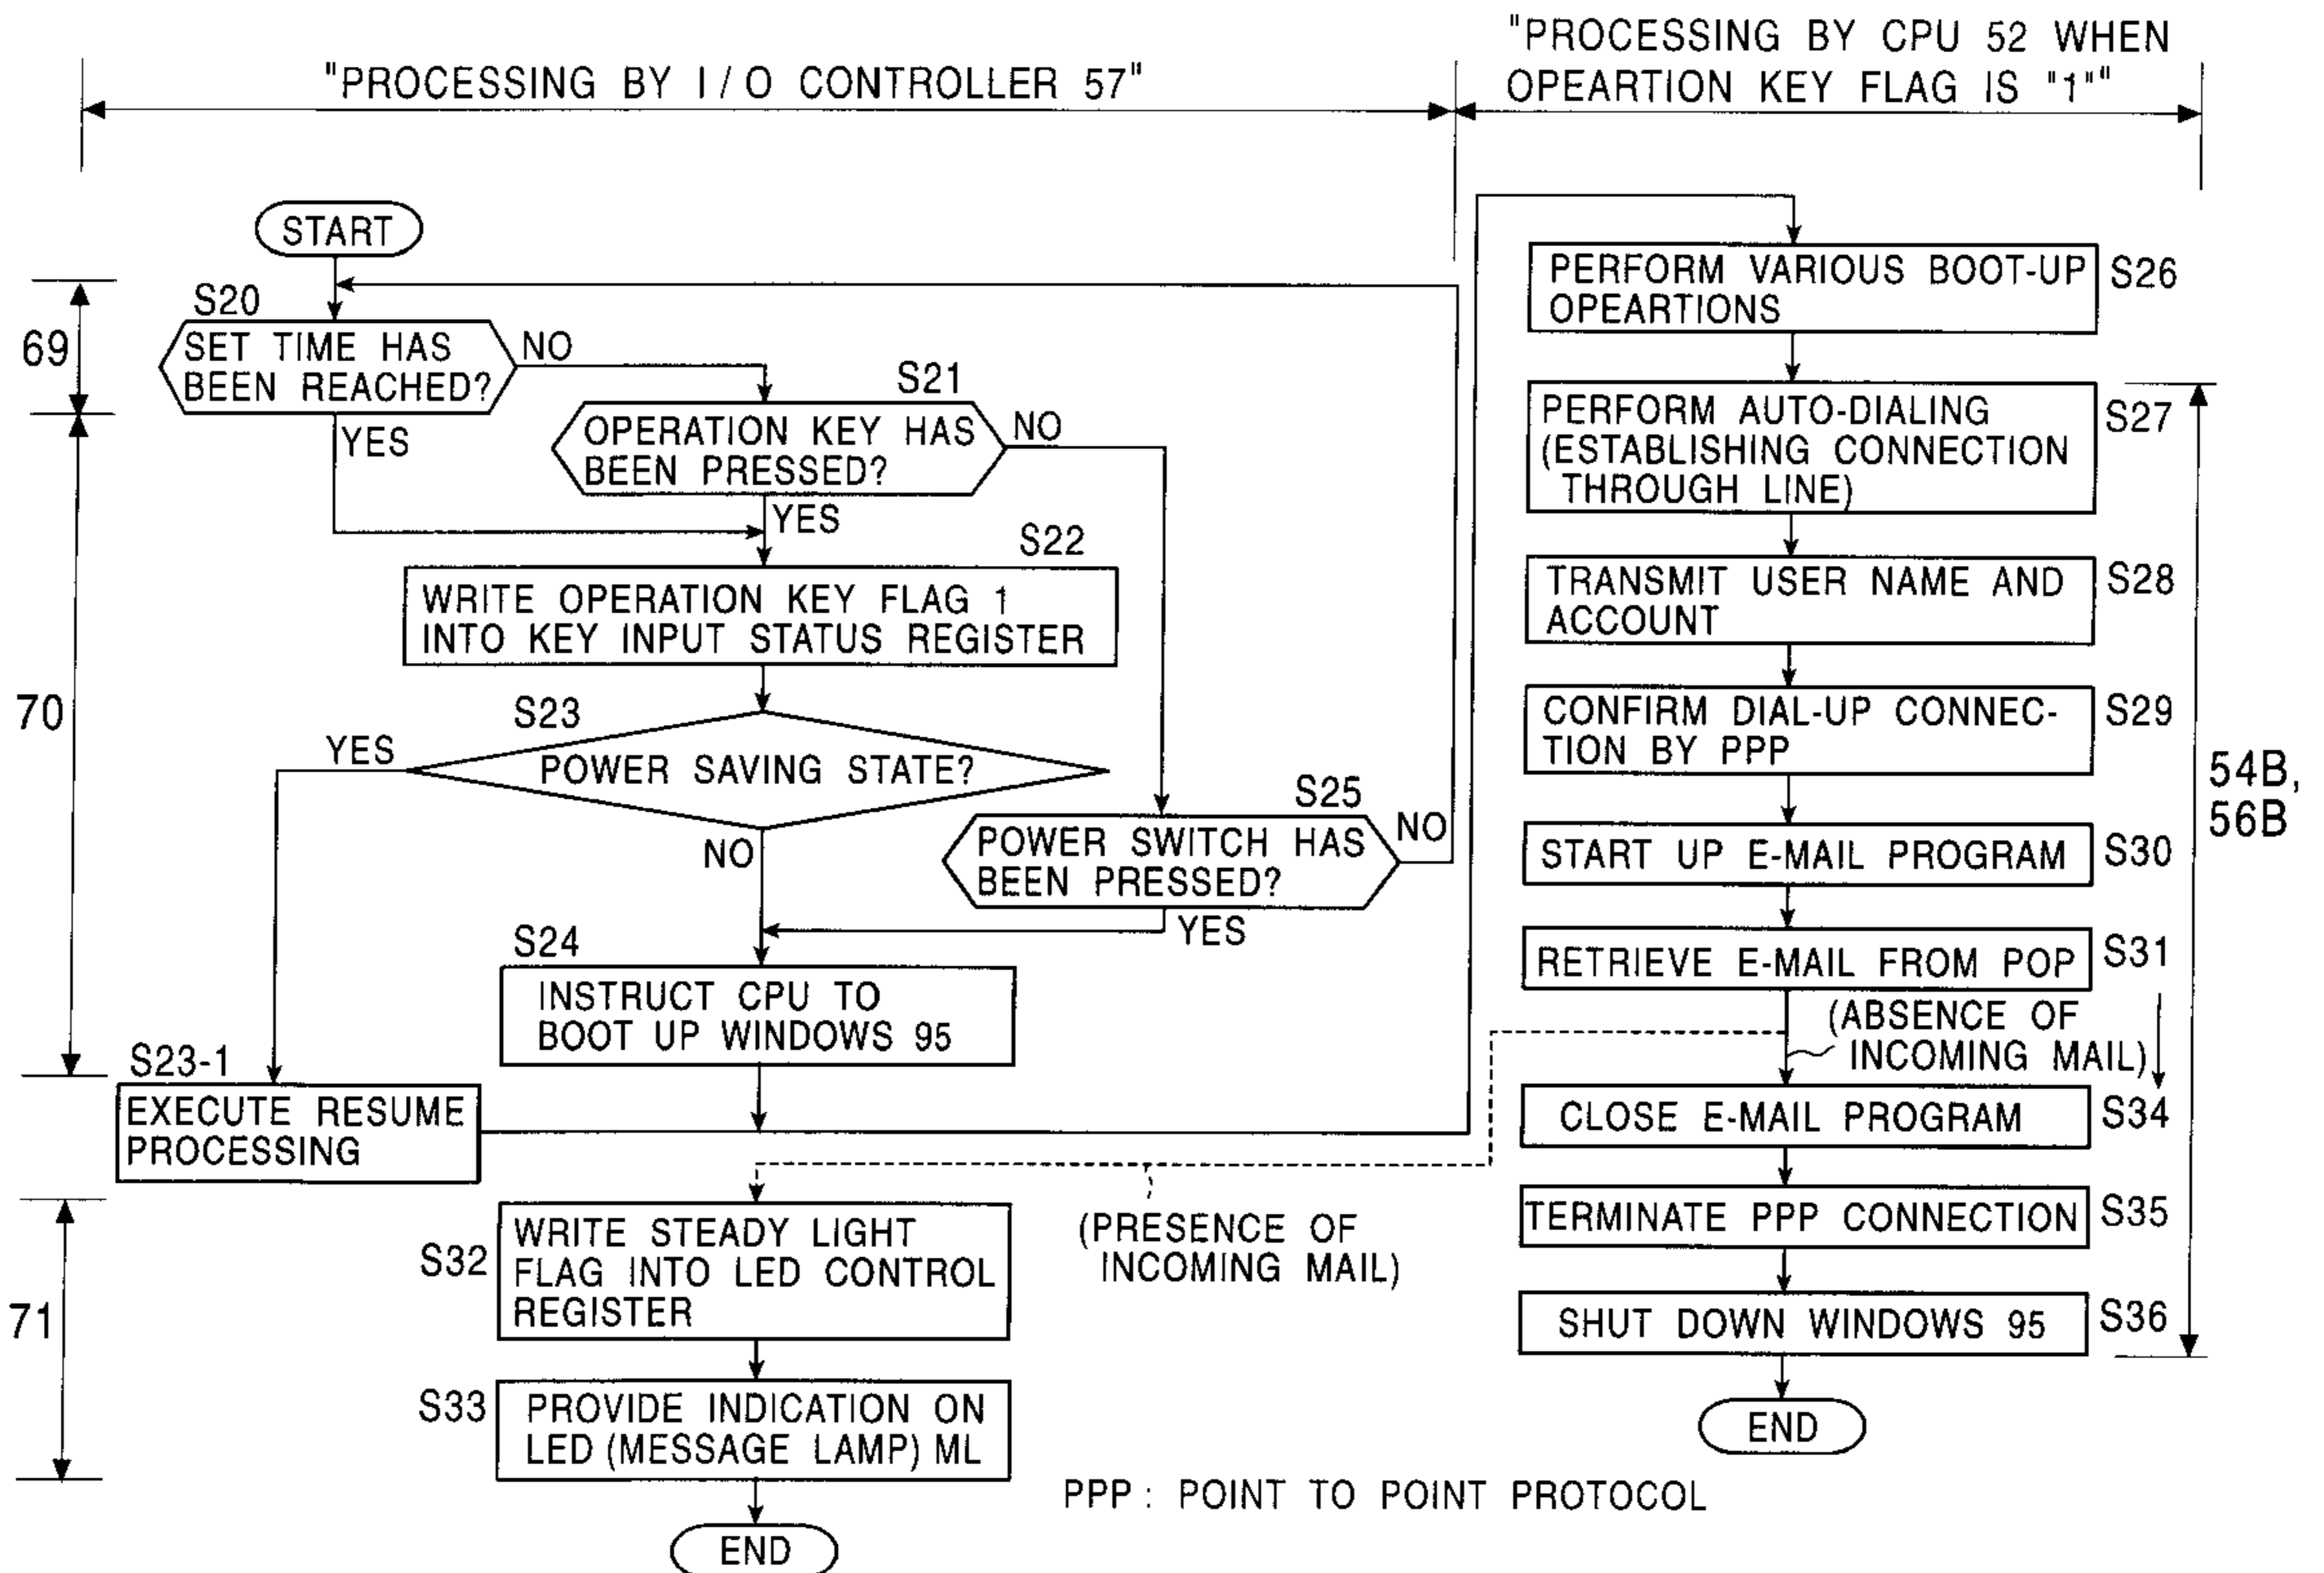 "PROCESSING BY I/O CONTROLLER 57"
"PROCESSING BY CPU 52 WHEN
OPEARTION KEY FLAG IS "1""
START
69
S20
SET TIME HAS
BEEN REACHED?
NO
YES
S21
OPERATION KEY HAS
BEEN PRESSED?
NO
YES
70
S22
WRITE OPERATION KEY FLAG 1
INTO KEY INPUT STATUS REGISTER
S23
POWER SAVING STATE?
YES
NO
S25
POWER SWITCH HAS
BEEN PRESSED?
NO
YES
S24
INSTRUCT CPU TO
BOOT UP WINDOWS 95
S23-1
EXECUTE RESUME
PROCESSING
71
S32
WRITE STEADY LIGHT
FLAG INTO LED CONTROL
REGISTER
(PRESENCE OF
INCOMING MAIL)
S33
PROVIDE INDICATION ON
LED (MESSAGE LAMP) ML
END
PERFORM VARIOUS BOOT-UP
OPEARTIONS
S26
PERFORM AUTO-DIALING
(ESTABLISHING CONNECTION
THROUGH LINE)
S27
TRANSMIT USER NAME AND
ACCOUNT
S28
CONFIRM DIAL-UP CONNEC-
TION BY PPP
S29
54B,
56B
START UP E-MAIL PROGRAM
S30
RETRIEVE E-MAIL FROM POP
S31
(ABSENCE OF
INCOMING MAIL)
CLOSE E-MAIL PROGRAM
S34
TERMINATE PPP CONNECTION
S35
SHUT DOWN WINDOWS 95
S36
END
PPP : POINT TO POINT PROTOCOL